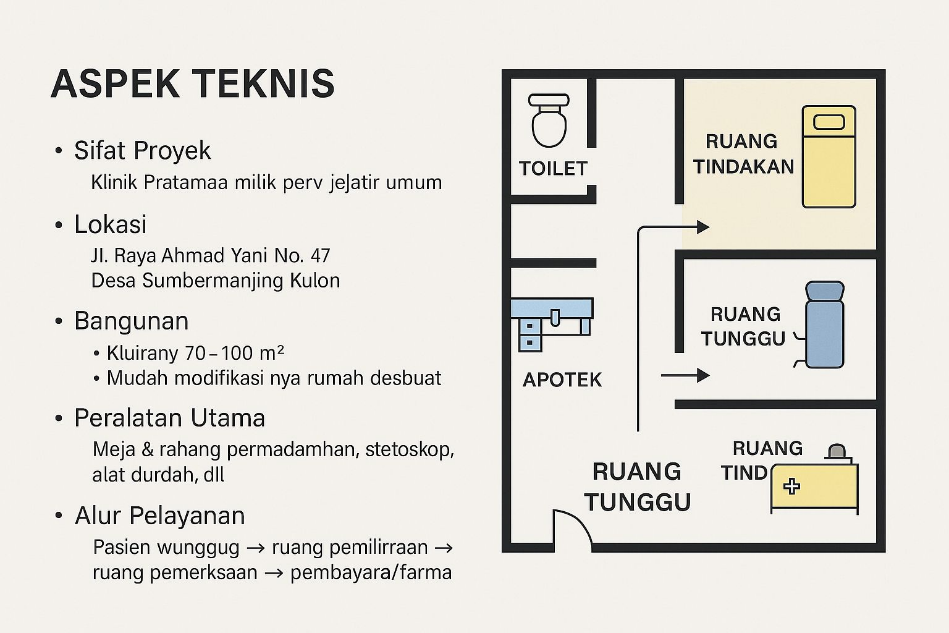 ASPEK TEKNIS
• Sifat Proyek
Klinik Pratamaa milik perv jejatir umum
• Lokasi
Jl. Raya Ahmad Yani No. 47
Desa Sumbermanjing Kulon
• Bangunan
• Kluirany 70–100 m²
• Mudah modifikasi nya rumah desbuat
• Peralatan Utama
Meja & rahang permadamhan, stetoskop,
alat durdah, dll
• Alur Pelayanan
Pasien wunggug → ruang pemilirraan →
ruang pemerksaan → pembayara/farma
TOILET
RUANG
TINDAKAN
RUANG
TUNGGU
APOTEK
RUANG
TUNGGU
RUANG
TIND